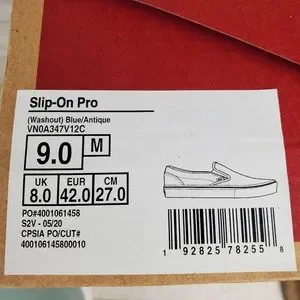 Slip-On Pro
(Washout) Blue/Antique
VN0A347V12C
9.0 M
UK EUR CM
8.0 42.0 27.0
PO#4001061458
S2V - 05/20
CPSIA PO/CUT#
400106145800010
1 92825 78255 8